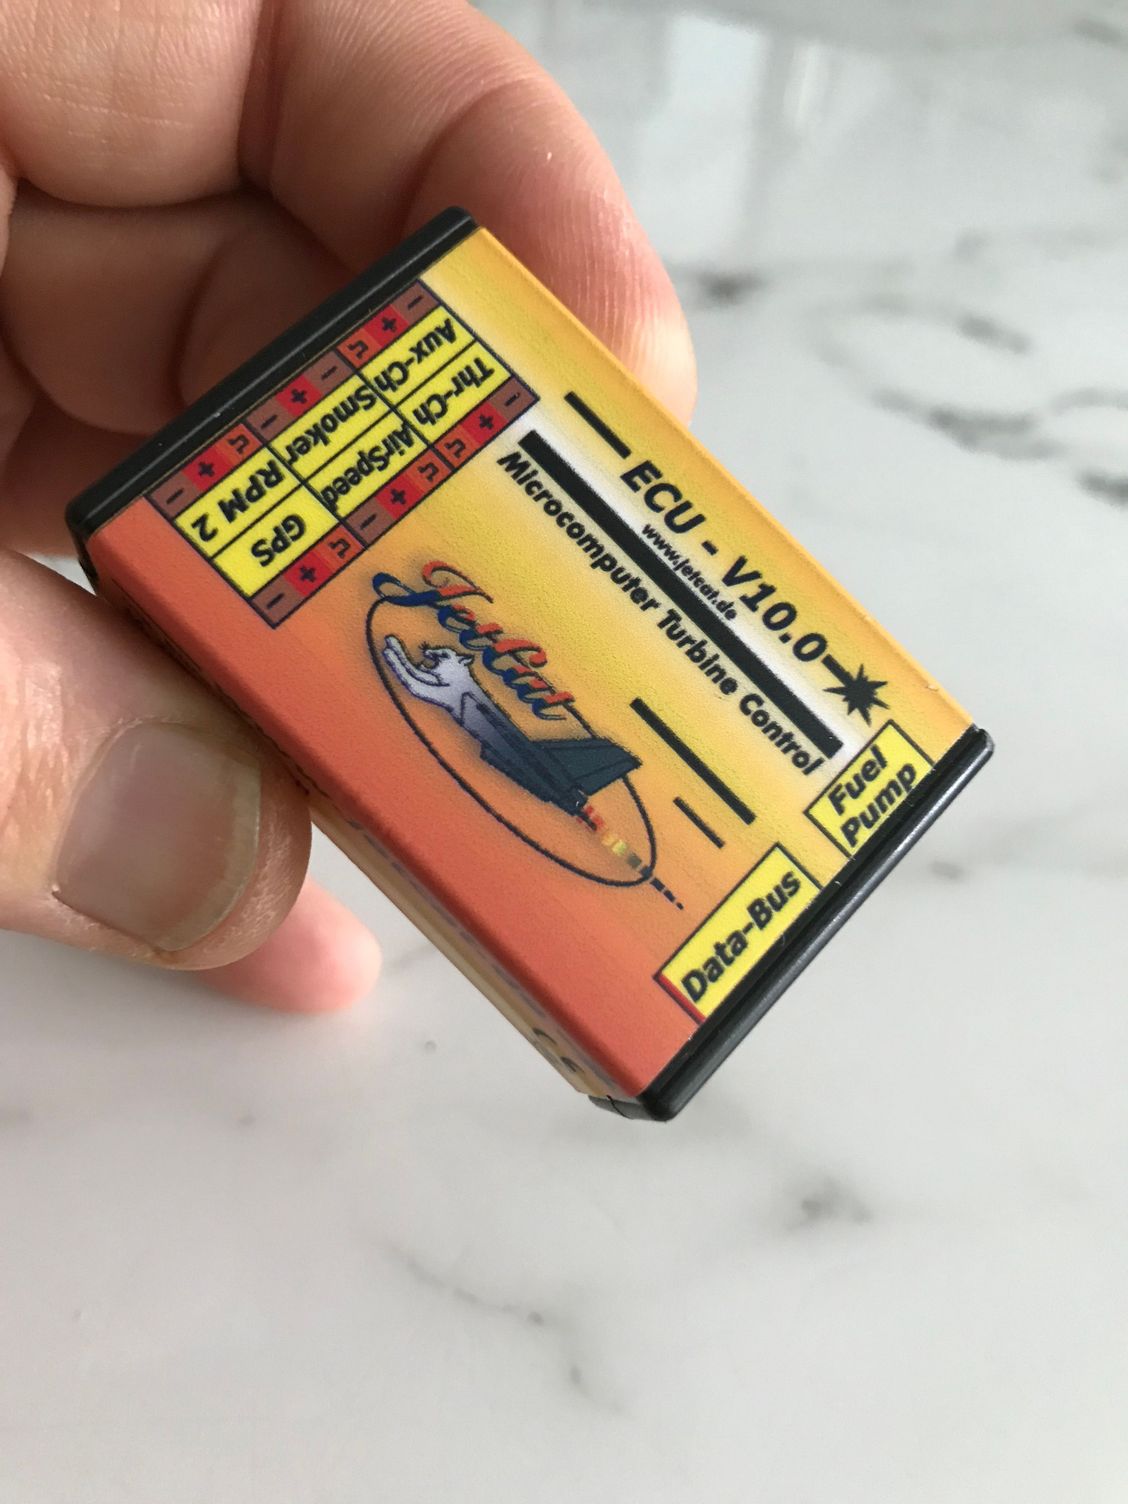 ECU - V10.0
www.jetcat.de
Microcomputer Turbine Control
JetCat
Fuel
Pump
Data-Bus
Thr-Ch
Aux-Ch
AirSpeed
Smoker
GPS
RPM 2